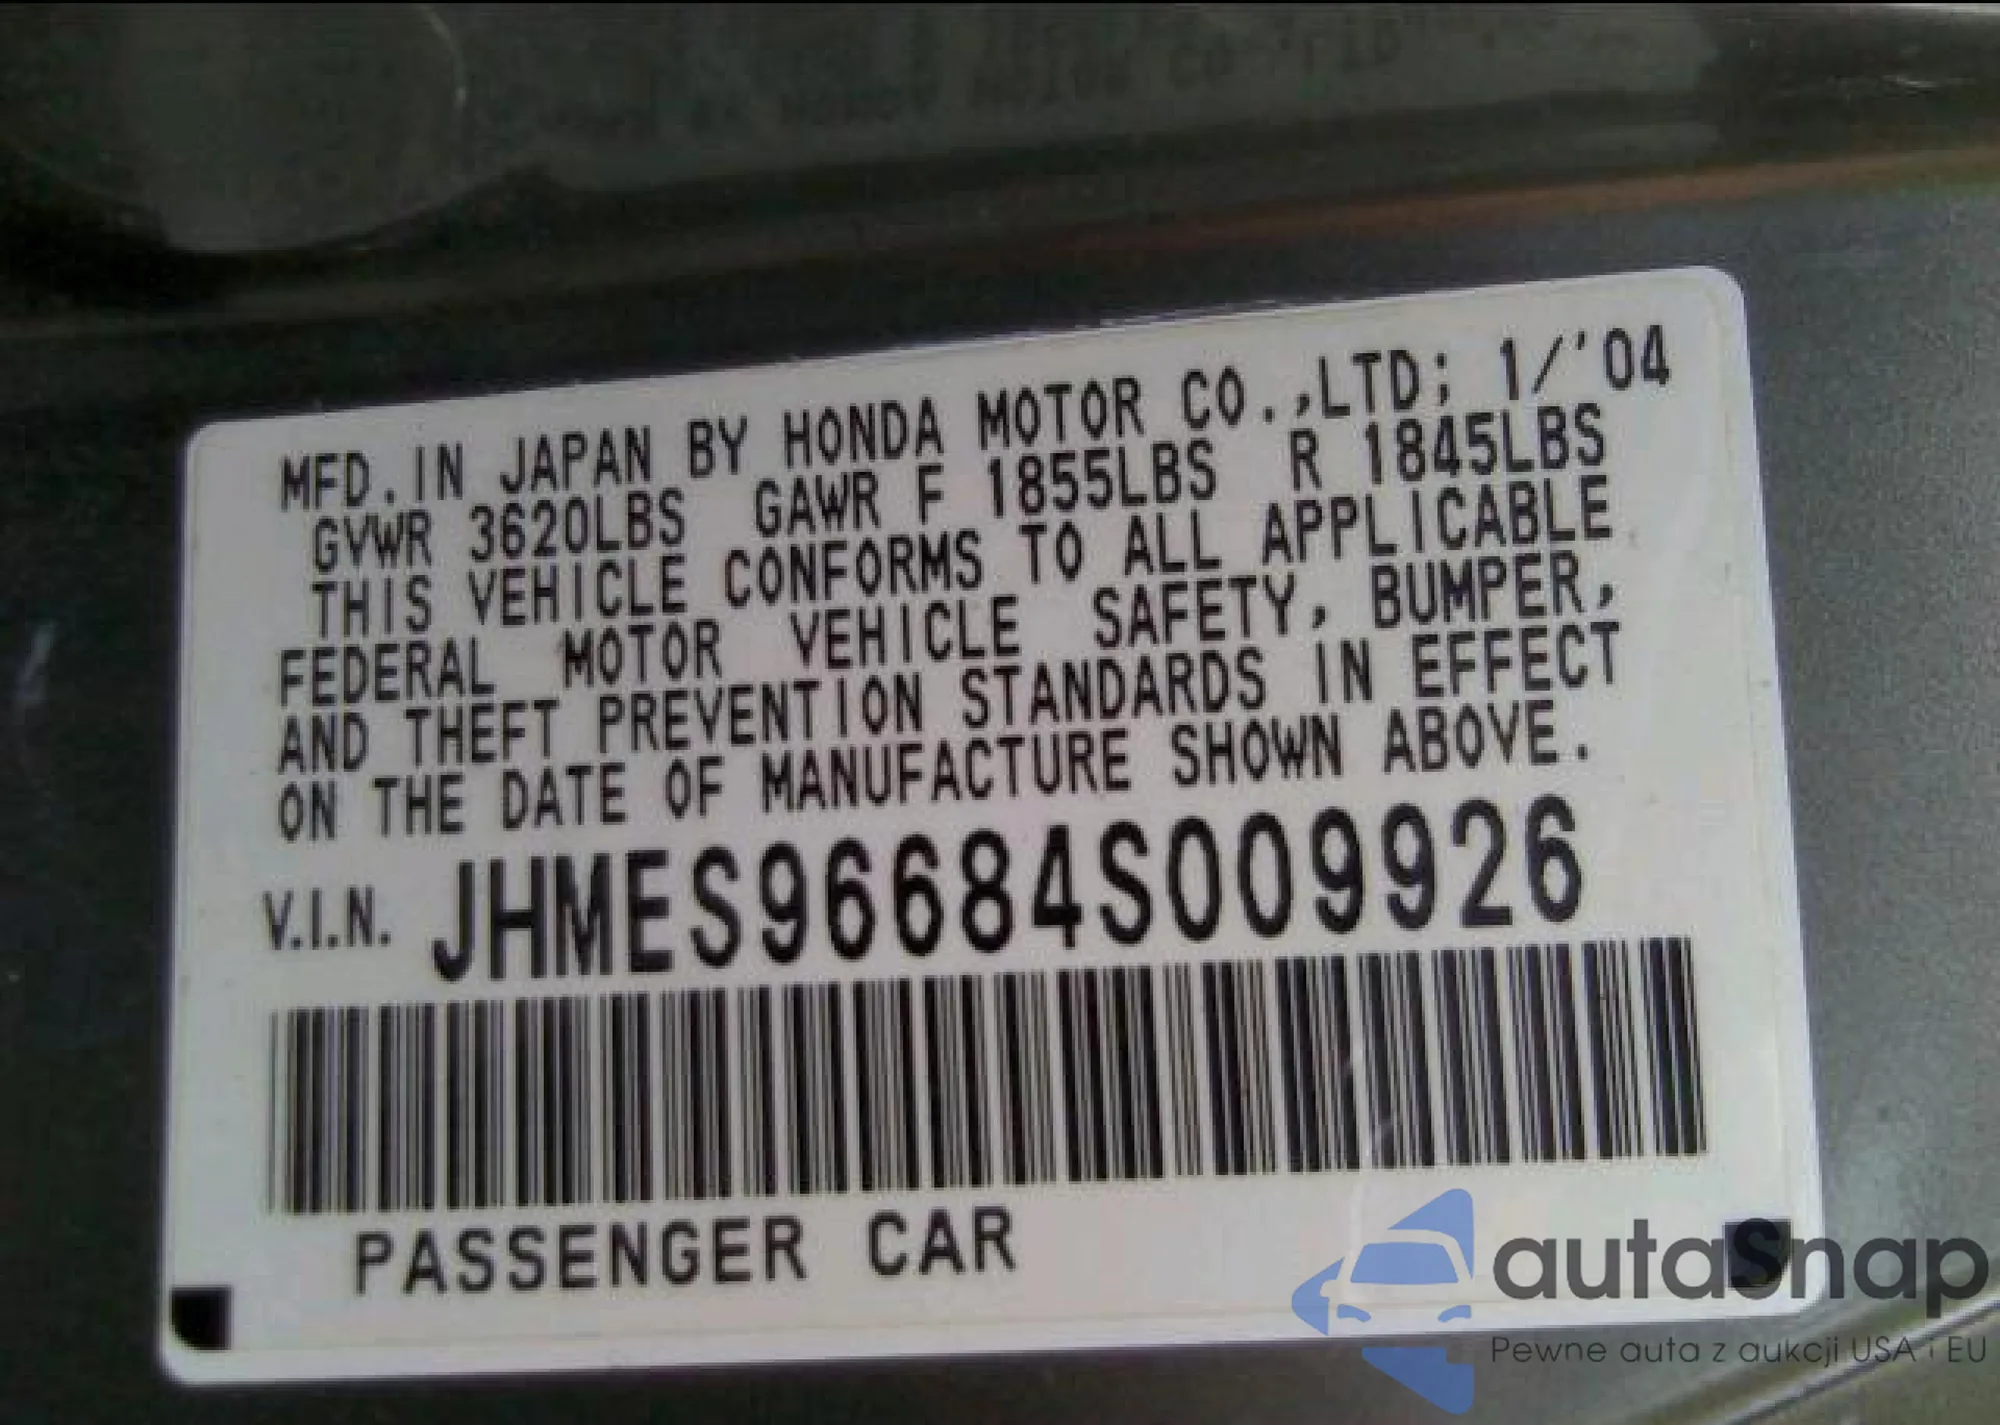 MFD. IN JAPAN BY HONDA MOTOR CO.,LTD; 1/'04
GVWR 3620LBS GAWR F 1855LBS R 1845LBS
THIS VEHICLE CONFORMS TO ALL APPLICABLE
FEDERAL MOTOR VEHICLE SAFETY, BUMPER,
AND THEFT PREVENTION STANDARDS IN EFFECT
ON THE DATE OF MANUFACTURE SHOWN ABOVE.
V.I.N. JHMES96684S009926
PASSENGER CAR
autaSnap
Pewne auta z aukcji USA i EU